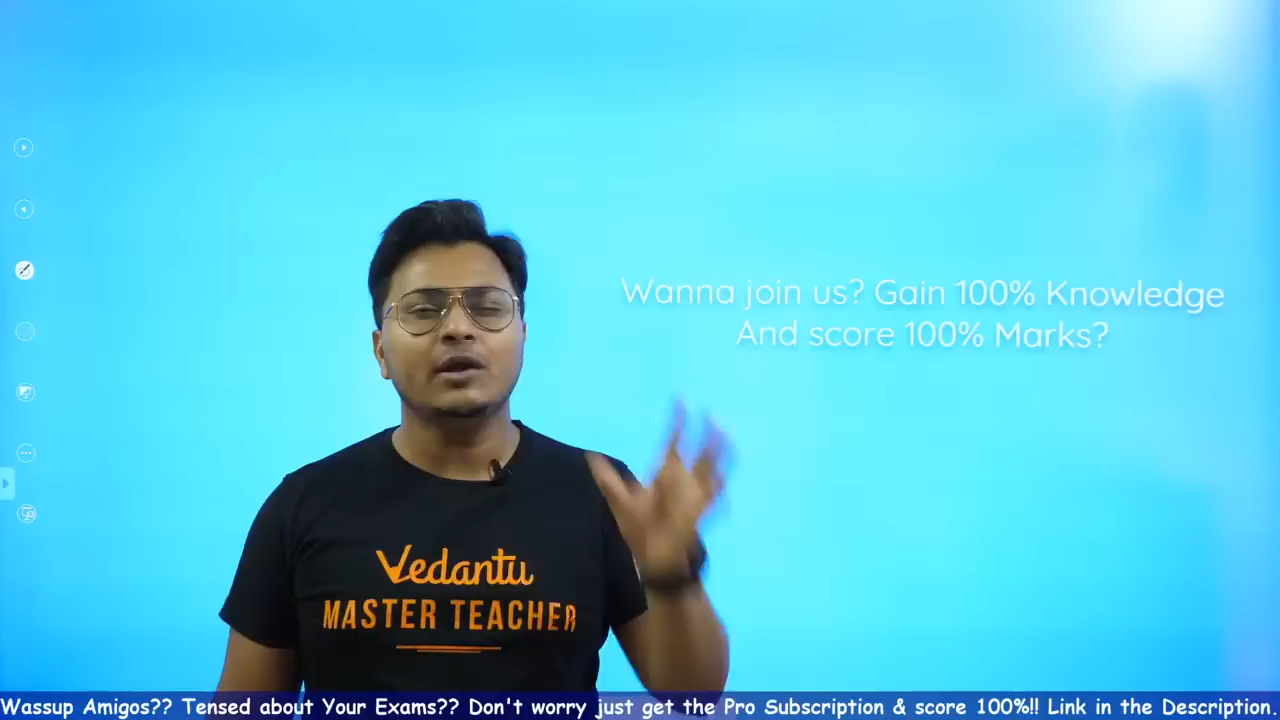 Wanna join us? Gain 100% Knowledge
And score 100% Marks?
Vedantu
MASTER TEACHER
Wassup Amigos?? Tensed about Your Exams?? Don't worry just get the Pro Subscription & score 100%!! Link in the Description.